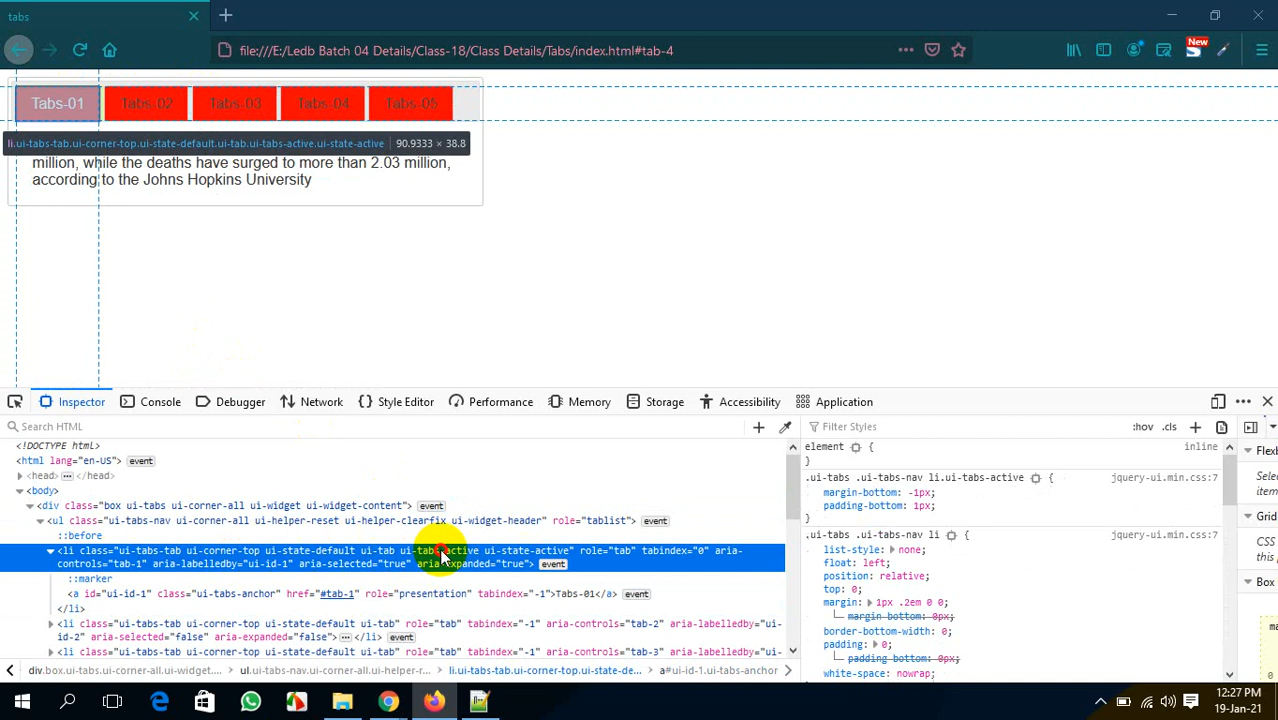 tabs
file:///E:/Ledb Batch 04 Details/Class-18/Class Details/Tabs/index.html#tab-4
New
Tabs-01 Tabs-02 Tabs-03 Tabs-04 Tabs-05
li.ui-tabs-tab.ui-corner-top.ui-state-default.ui-tab.ui-tabs-active.ui-state-active 90.9333 × 38.8
million, while the deaths have surged to more than 2.03 million,
according to the Johns Hopkins University
Inspector Console Debugger Network Style Editor Performance Memory Storage Accessibility Application
Search HTML
Filter Styles :hov .cls
<!DOCTYPE html>
<html lang="en-US"> event
<head> ••• </head>
<body>
<div class="box ui-tabs ui-corner-all ui-widget ui-widget-content"> event
<ul class="ui-tabs-nav ui-corner-all ui-helper-reset ui-helper-clearfix ui-widget-header" role="tablist"> event
::before
<li class="ui-tabs-tab ui-corner-top ui-state-default ui-tab ui-tabs-active ui-state-active" role="tab" tabindex="0" aria-
controls="tab-1" aria-labelledby="ui-id-1" aria-selected="true" aria-expanded="true"> event
::marker
<a id="ui-id-1" class="ui-tabs-anchor" href="#tab-1" role="presentation" tabindex="-1">Tabs-01</a> event
</li>
<li class="ui-tabs-tab ui-corner-top ui-state-default ui-tab" role="tab" tabindex="-1" aria-controls="tab-2" aria-labelledby="ui-
id-2" aria-selected="false" aria-expanded="false"> ••• </li> event
<li class="ui-tabs-tab ui-corner-top ui-state-default ui-tab" role="tab" tabindex="-1" aria-controls="tab-3" aria-labelledby="ui-
div.box.ui-tabs.ui-corner-all.ui-widget.... ul.ui-tabs-nav.ui-corner-all.ui-helper-r... li.ui-tabs-tab.ui-corner-top.ui-state-de... a#ui-id-1.ui-tabs-anchor
element { inline
}
.ui-tabs .ui-tabs-nav li.ui-tabs-active { jquery-ui.min.css:7
margin-bottom: -1px;
padding-bottom: 1px;
}
.ui-tabs .ui-tabs-nav li { jquery-ui.min.css:7
list-style: none;
float: left;
position: relative;
top: 0;
margin: 1px .2em 0 0;
margin-bottom: 0px;
border-bottom-width: 0;
padding: 0;
padding-bottom: 0px;
white-space: nowrap;
Flexb
Selec
item
Grid
CSS
this
Box
ma
0
12:27 PM
19-Jan-21